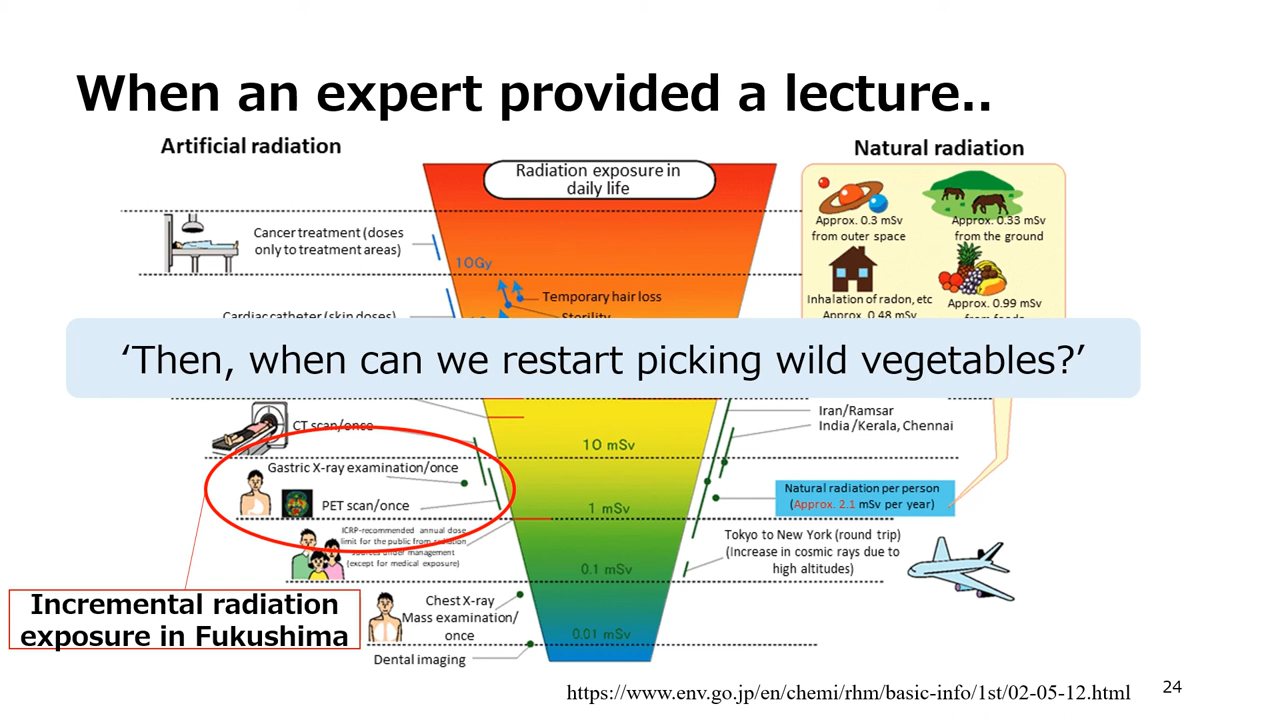 When an expert provided a lecture..
Artificial radiation
Natural radiation
Radiation exposure in
daily life
Approx. 0.3 mSv
from outer space
Approx. 0.33 mSv
from the ground
Cancer treatment (doses
only to treatment areas)
10Gy
Temporary hair loss
Sterility
Inhalation of radon, etc
Approx. 0.48 mSv
Approx. 0.99 mSv
from foods
Cardiac catheter (skin doses)
‘Then, when can we restart picking wild vegetables?’
Iran/Ramsar
India /Kerala, Chennai
CT scan/once
10 mSv
Gastric X-ray examination/once
PET scan/once
1 mSv
Natural radiation per person
(Approx. 2.1 mSv per year)
ICRP-recommended annual dose
limit for the public from radiation
sources under management
(except for medical exposure)
Tokyo to New York (round trip)
(Increase in cosmic rays due to
high altitudes)
0.1 mSv
Incremental radiation
exposure in Fukushima
Chest X-ray
Mass examination/
once
0.01 mSv
Dental imaging
https://www.env.go.jp/en/chemi/rhm/basic-info/1st/02-05-12.html
24